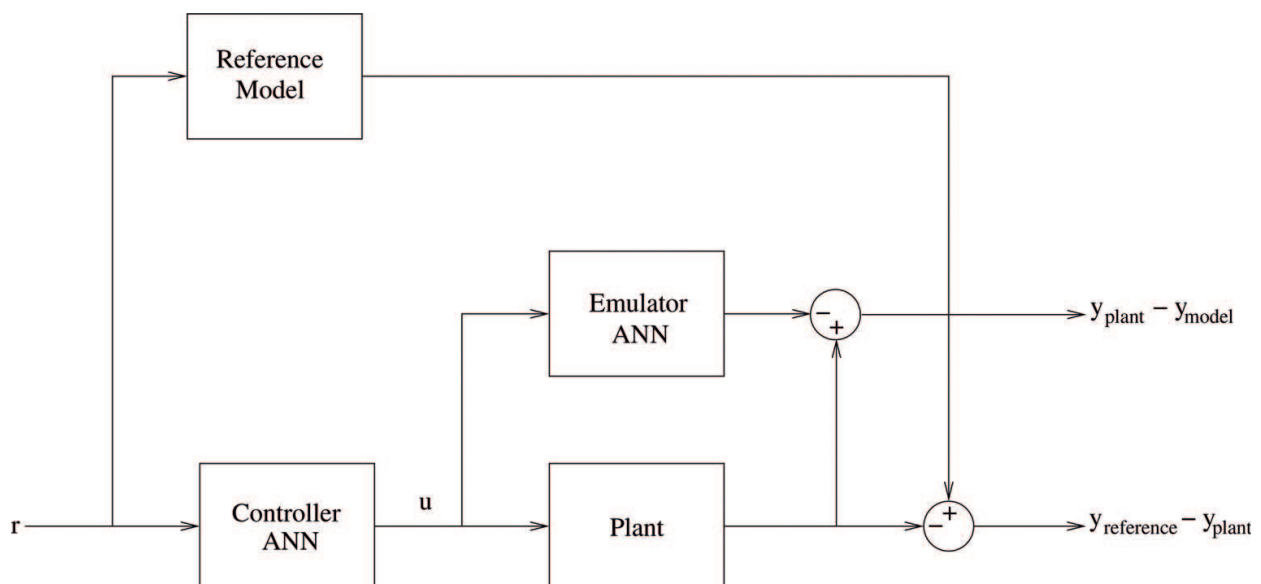 Reference
Model
Emulator
ANN
−
+
y plant − y model
r
Controller
ANN
u
Plant
−
+
y reference − y plant